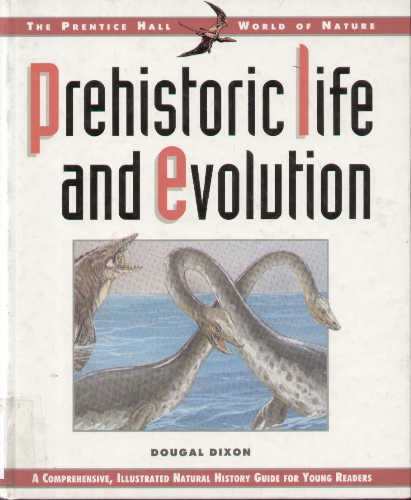 THE PRENTICE HALL WORLD OF NATURE
Prehistoric life
and evolution
DOUGAL DIXON
A COMPREHENSIVE, ILLUSTRATED NATURAL HISTORY GUIDE FOR YOUNG READERS